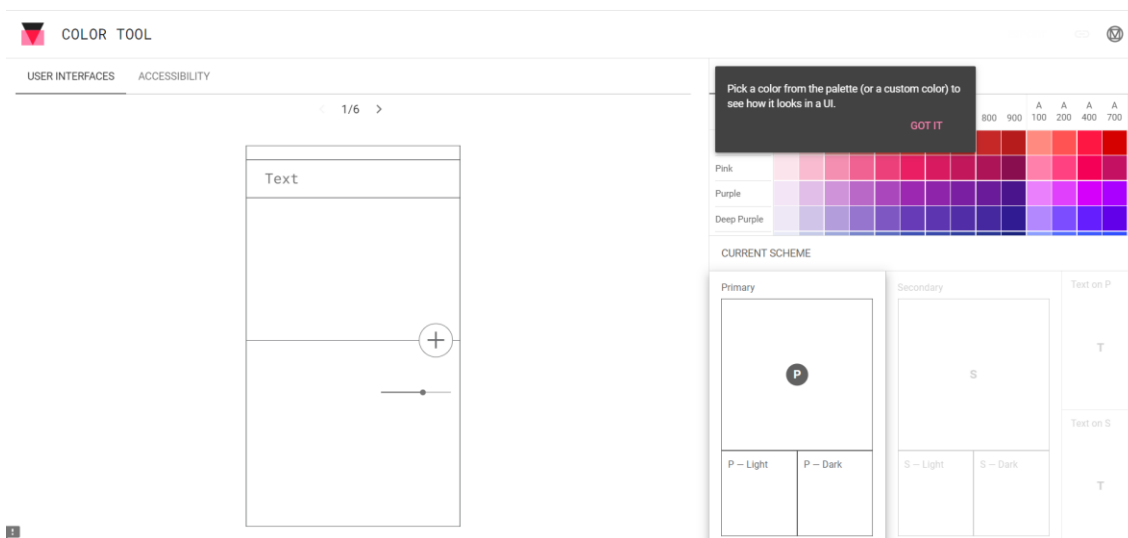 COLOR TOOL
USER INTERFACES ACCESSIBILITY
1/6
Text
Pick a color from the palette (or a custom color) to
see how it looks in a UI.
GOT IT
800 900 A 100 A 200 A 400 A 700
Pink
Purple
Deep Purple
CURRENT SCHEME
Primary
P
P — Light P — Dark
Secondary
S
S — Light S — Dark
Text on P
T
Text on S
T